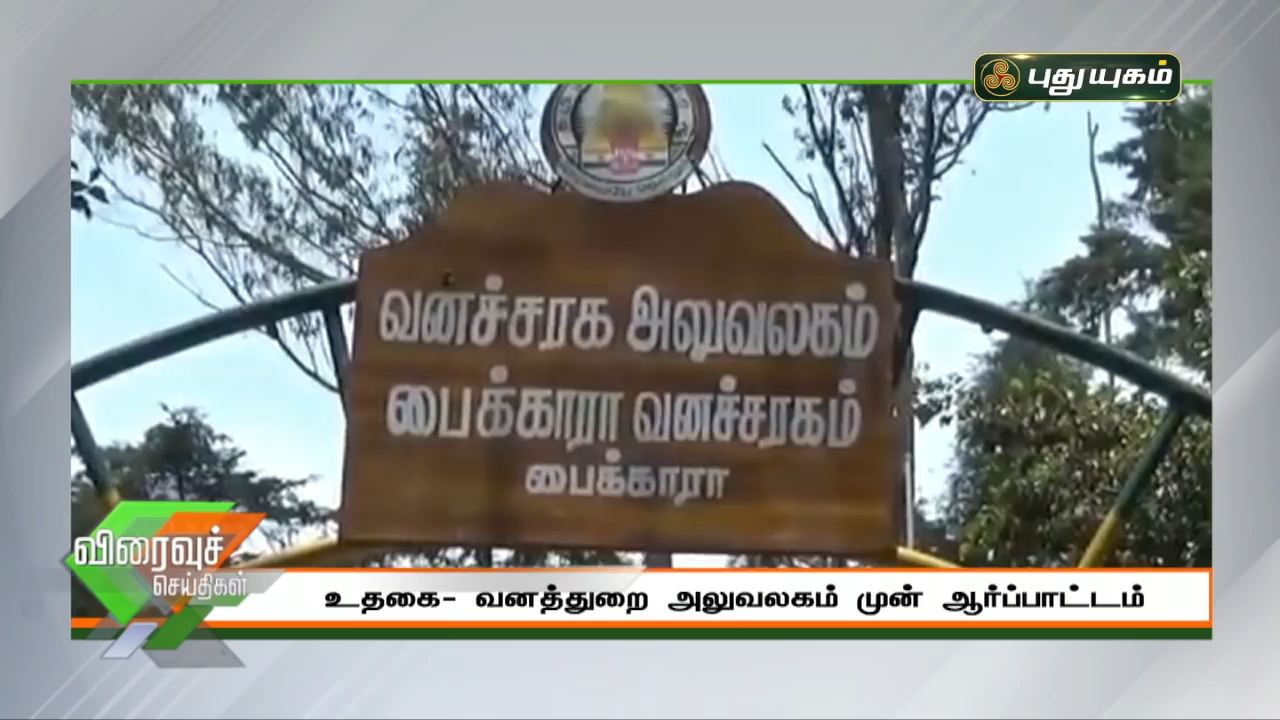 புதுயுகம்
வனச்சரக அலுவலகம்
பைக்காரா வனச்சரகம்
பைக்காரா
விரைவுச்
செய்திகள்
உதகை- வனத்துறை அலுவலகம் முன் ஆர்ப்பாட்டம்